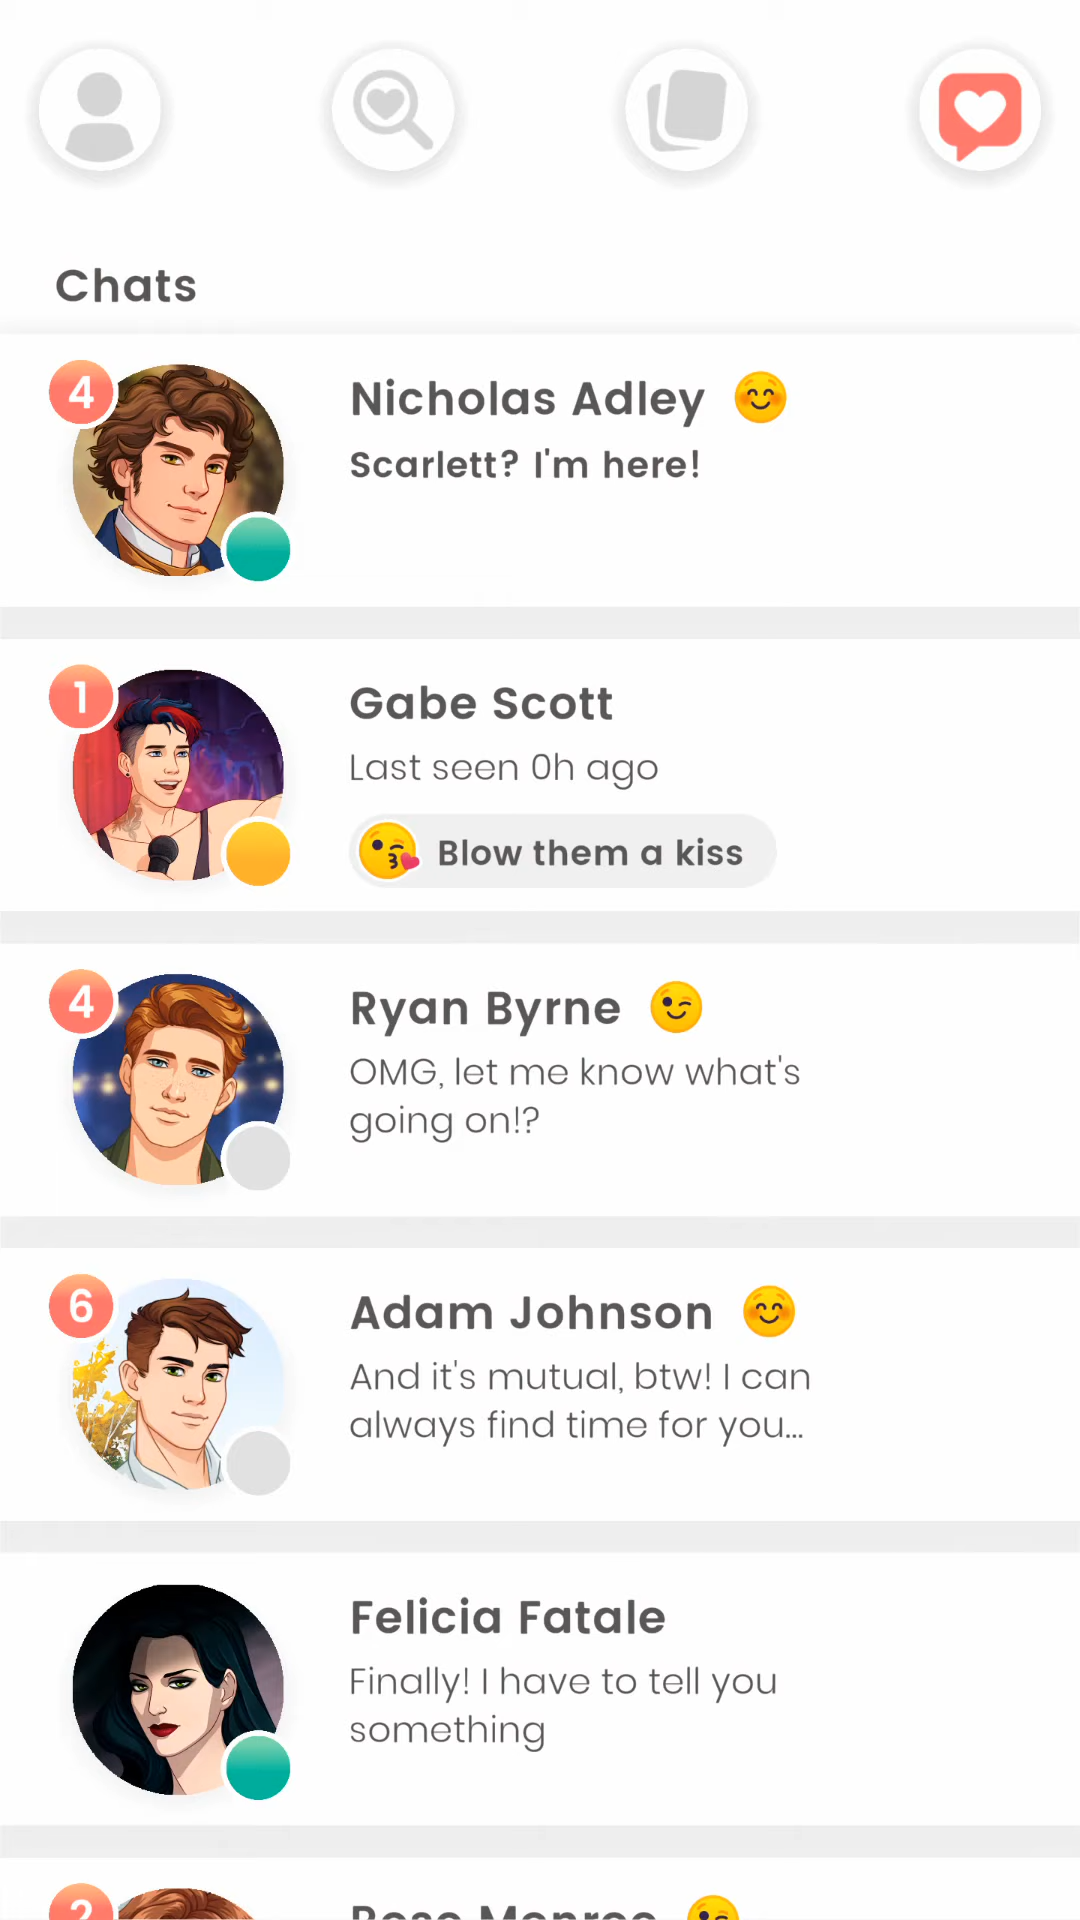 Chats
4
Nicholas Adley
Scarlett? I'm here!
1
Gabe Scott
Last seen 0h ago
Blow them a kiss
4
Ryan Byrne
OMG, let me know what's
going on!?
6
Adam Johnson
And it's mutual, btw! I can
always find time for you...
Felicia Fatale
Finally! I have to tell you
something
2